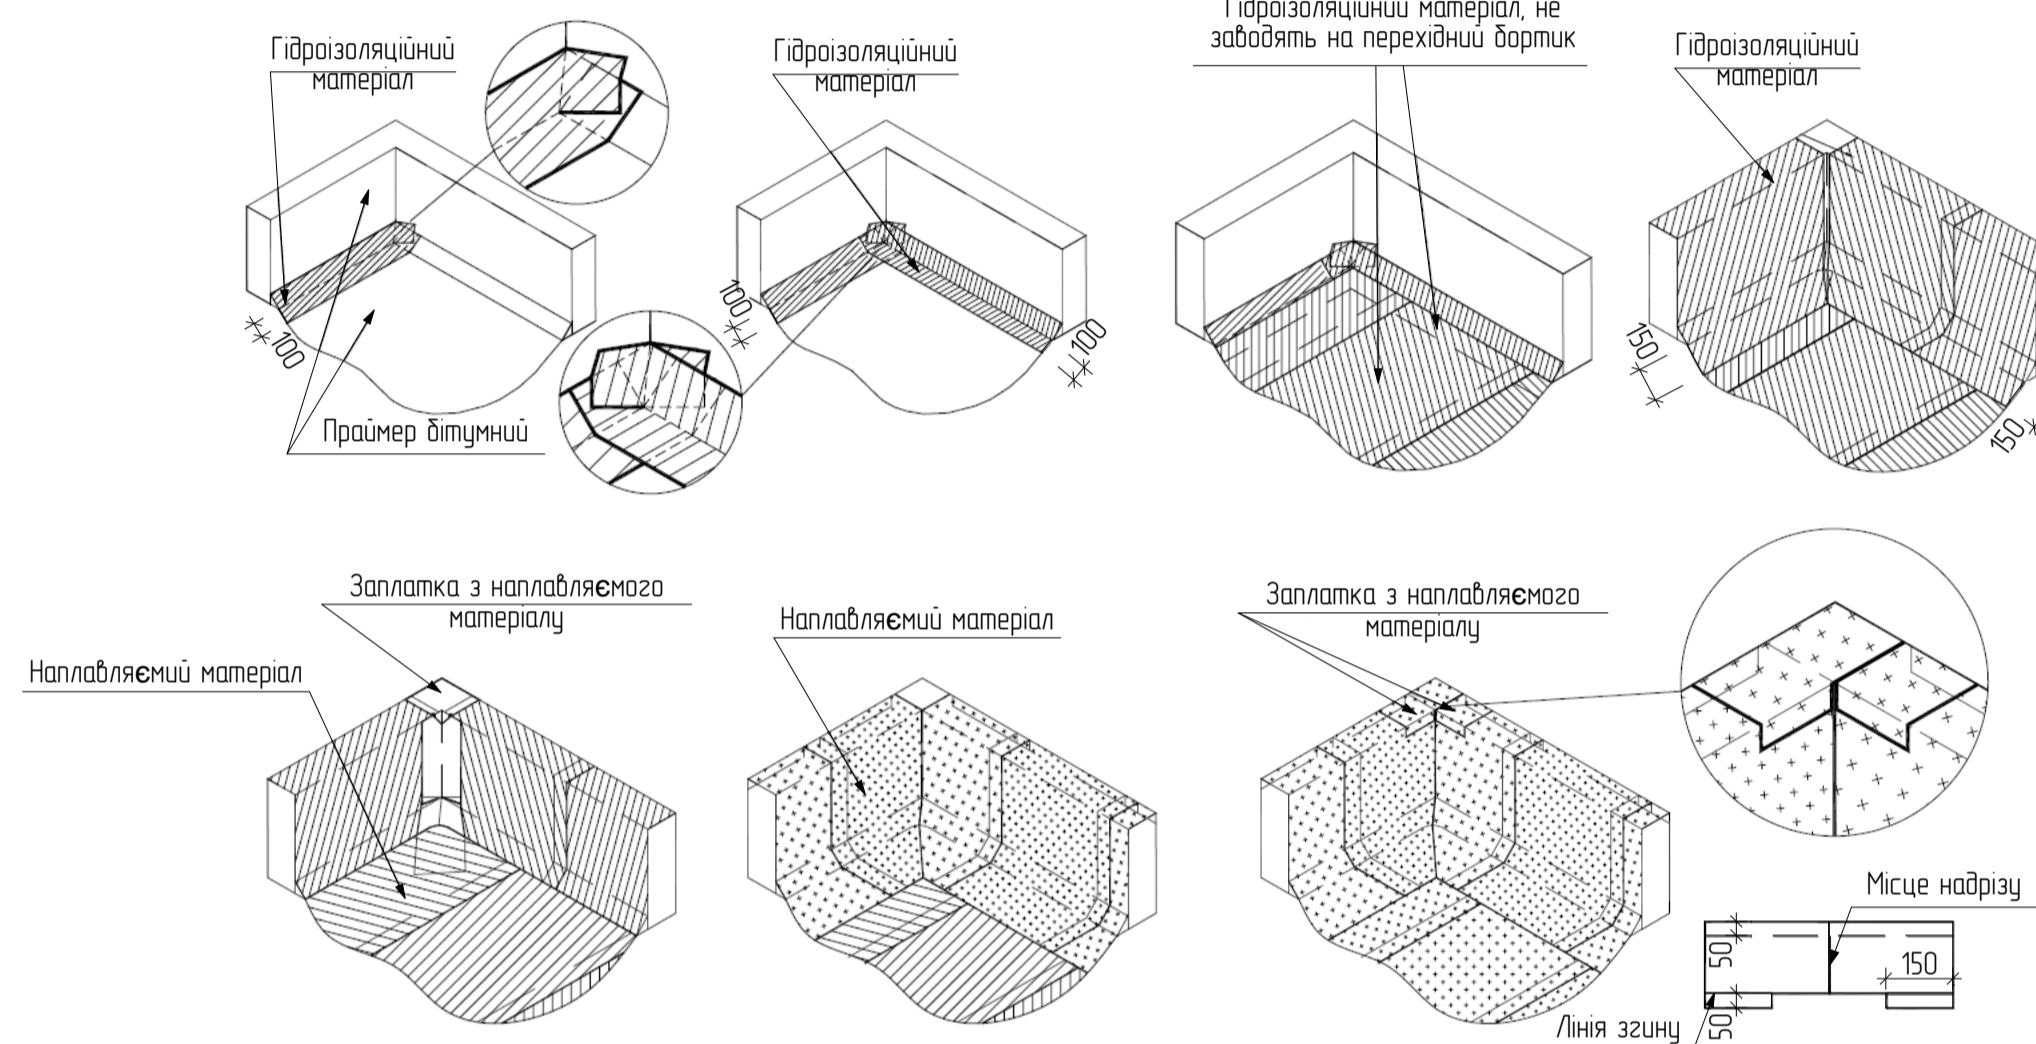 Гідроізоляційний
матеріал
Гідроізоляційний
матеріал
Гідроізоляційний матеріал, не
заводять на перехідний бортик
Гідроізоляційний
матеріал
100
100
100
150
150
Праймер бітумний
Заплатка з наплавляємого
матеріалу
Наплавляємий матеріал
Наплавляємий матеріал
Заплатка з наплавляємого
матеріалу
Місце надрізу
50
150
50
Лінія згину